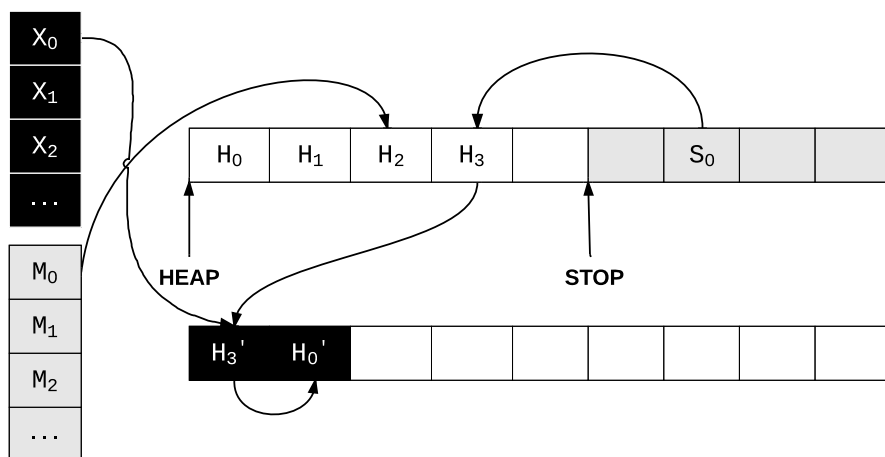 X₀
X₁
X₂
...
H₀ H₁ H₂ H₃ S₀
HEAP STOP
M₀
M₁
M₂
...
H₃' H₀'